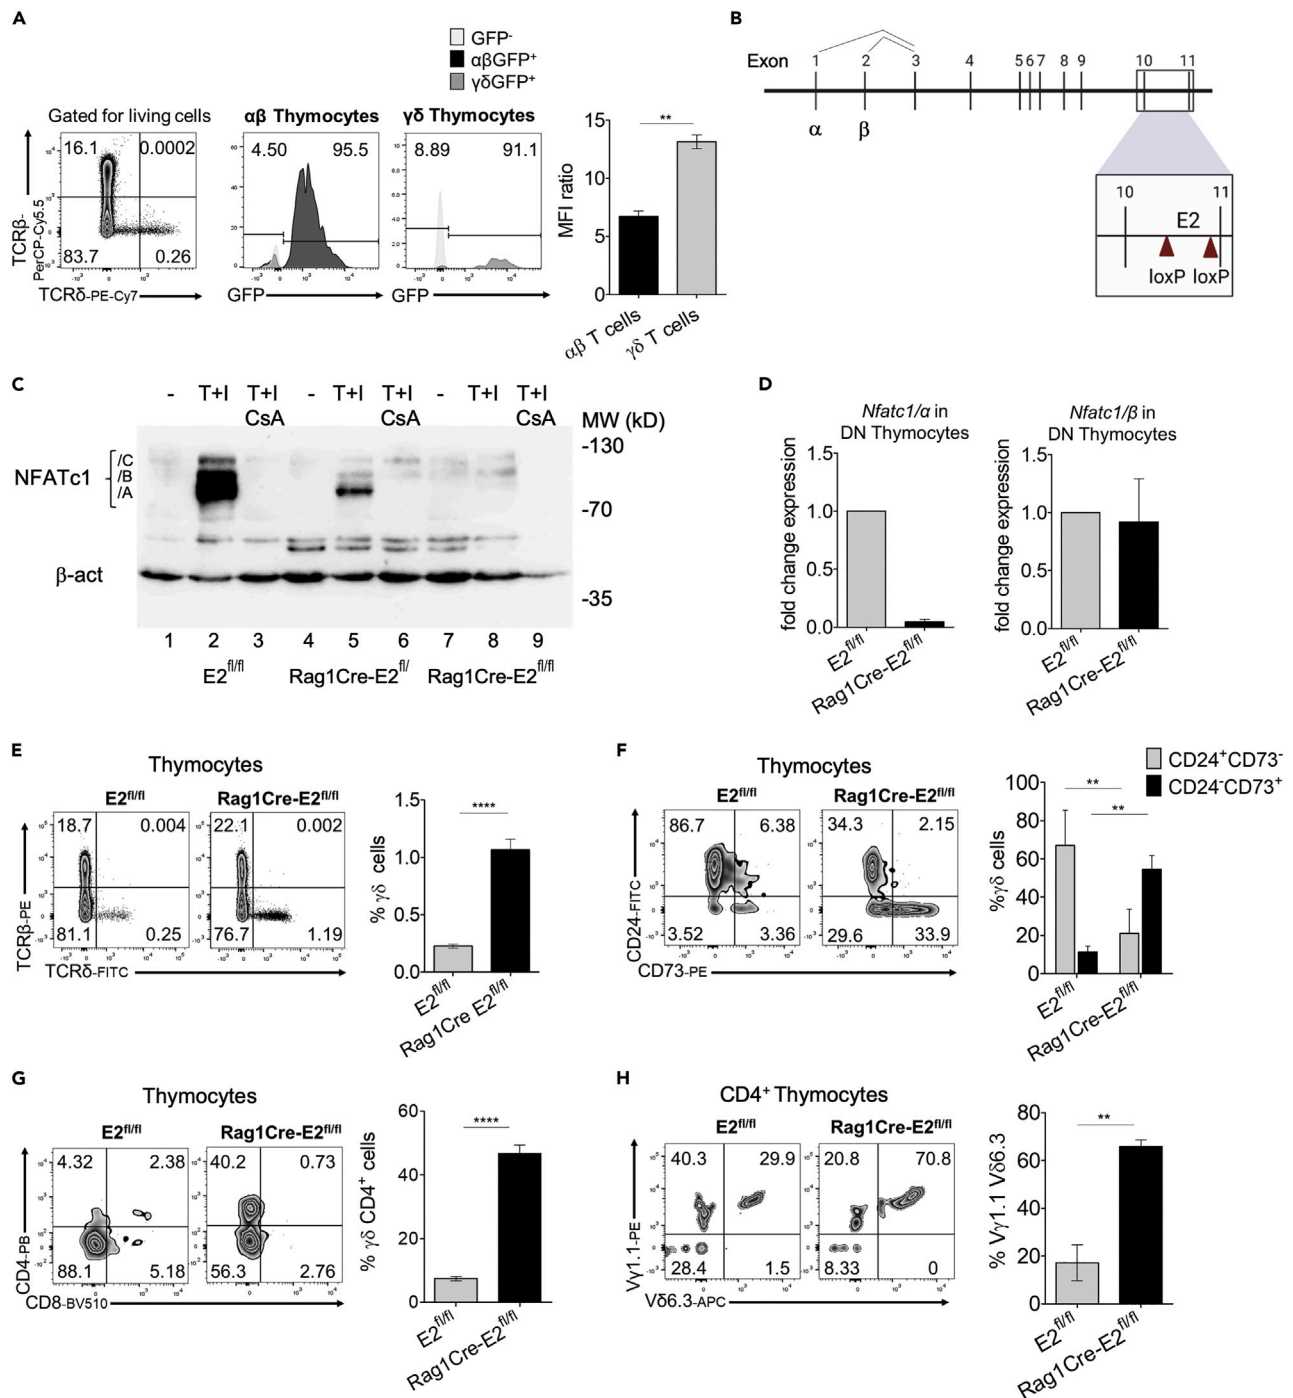 A
GFP-
αβGFP+
γδGFP+
Gated for living cells
αβ Thymocytes
γδ Thymocytes
16.1 0.0002
83.7 0.26
TCRβ-PerCP-Cy5.5
TCRδ-PE-Cy7
4.50 95.5
GFP
8.89 91.1
GFP
MFI ratio
15
10
5
0
**
αβ T cells
γδ T cells
B
Exon 1 2 3 4 5 6 7 8 9 10 11
α β
10 11
E2
loxP loxP
C
- T+I T+I CsA - T+I T+I CsA - T+I T+I CsA
MW (kD)
NFATc1
/C
/B
/A
β-act
-130
-70
-35
1 2 3 4 5 6 7 8 9
E2fl/fl Rag1Cre-E2fl/ Rag1Cre-E2fl/fl
D
Nfatc1/α in
DN Thymocytes
fold change expression
1.5
1.0
0.5
0.0
E2fl/fl
Rag1Cre-E2fl/fl
Nfatc1/β in
DN Thymocytes
fold change expression
1.5
1.0
0.5
0.0
E2fl/fl
Rag1Cre-E2fl/fl
E
Thymocytes
E2fl/fl
Rag1Cre-E2fl/fl
18.7 0.004
81.1 0.25
22.1 0.002
76.7 1.19
TCRβ-PE
TCRδ-FITC
% γδ cells
1.5
1.0
0.5
0.0
****
E2fl/fl
Rag1Cre E2fl/fl
F
Thymocytes
E2fl/fl
Rag1Cre-E2fl/fl
86.7 6.38
3.52 3.36
34.3 2.15
29.6 33.9
CD24-FITC
CD73-PE
CD24+CD73-
CD24-CD73+
%γδ cells
100
80
60
40
20
0
**
**
E2fl/fl
Rag1Cre-E2fl/fl
G
Thymocytes
E2fl/fl
Rag1Cre-E2fl/fl
4.32 2.38
88.1 5.18
40.2 0.73
56.3 2.76
CD4-PB
CD8-BV510
% γδ CD4+ cells
60
40
20
0
****
E2fl/fl
Rag1Cre-E2fl/fl
H
CD4+ Thymocytes
E2fl/fl
Rag1Cre-E2fl/fl
40.3 29.9
28.4 1.5
20.8 70.8
8.33 0
Vγ1.1-PE
Vδ6.3-APC
% Vγ1.1 Vδ6.3
80
60
40
20
0
**
E2fl/fl
Rag1Cre-E2fl/fl